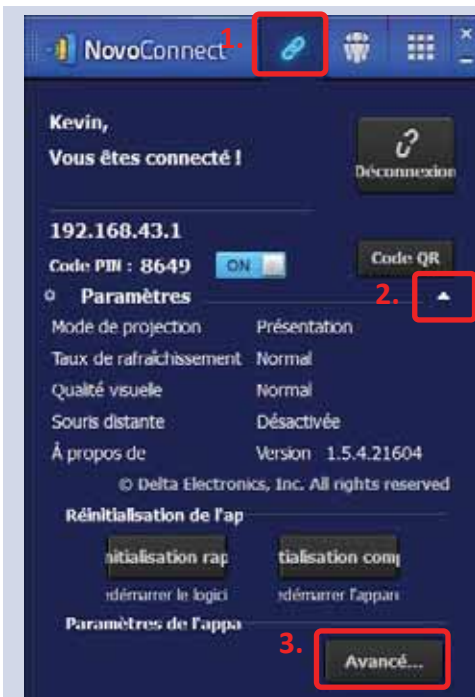 1.
NovoConnect
Kevin,
Vous êtes connecté !
Déconnexion
192.168.43.1
Code PIN : 8649 ON
Code QR
2.
Paramètres
Mode de projection Présentation
Taux de rafraîchissement Normal
Qualité visuelle Normal
Souris distante Désactivée
À propos de Version 1.5.4.21604
© Delta Electronics, Inc. All rights reserved
Réinitialisation de l'ap
nitialisation rap tialisation comp
edémarrer le logici edémarrer l'appare
Paramètres de l'appa
3.
Avancé...